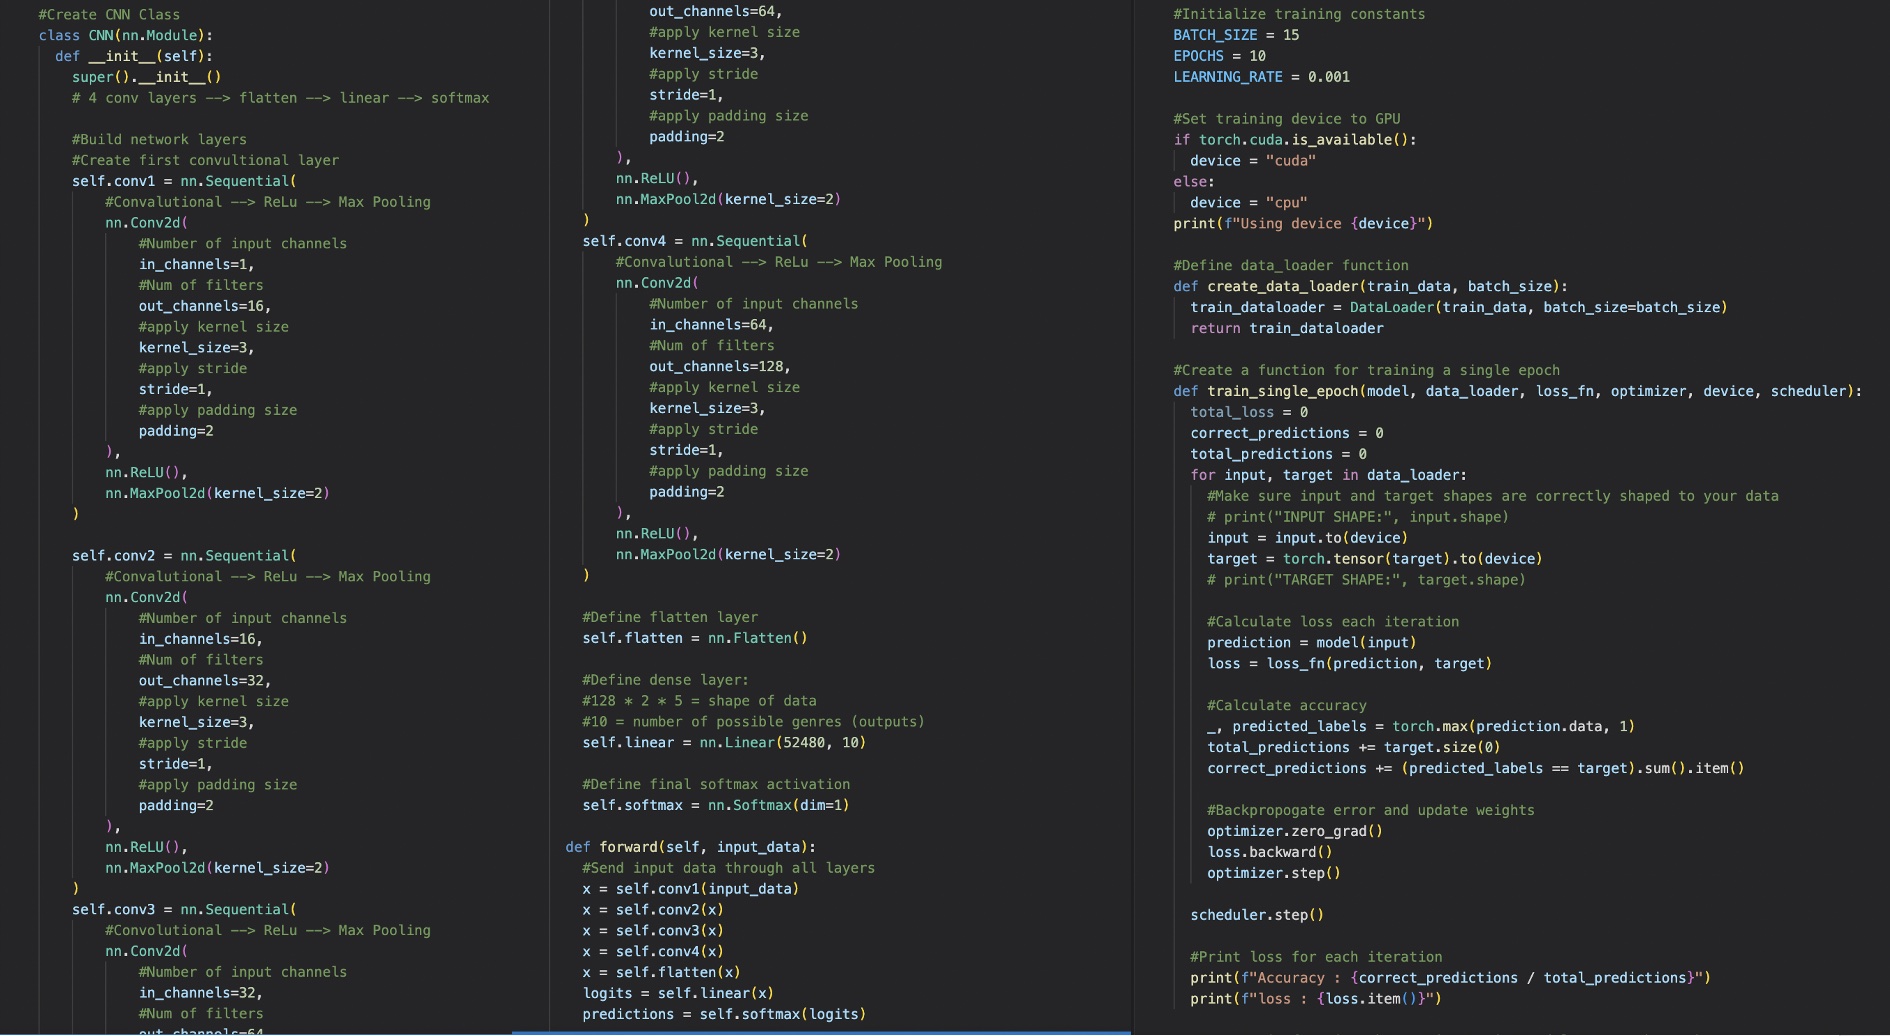 #Create CNN Class
class CNN(nn.Module):
def __init__(self):
super().__init__()
# 4 conv layers --> flatten --> linear --> softmax
#Build network layers
#Create first convultional layer
self.conv1 = nn.Sequential(
#Convalutional --> ReLu --> Max Pooling
nn.Conv2d(
#Number of input channels
in_channels=1,
#Num of filters
out_channels=16,
#apply kernel size
kernel_size=3,
#apply stride
stride=1,
#apply padding size
padding=2
),
nn.ReLU(),
nn.MaxPool2d(kernel_size=2)
)
self.conv2 = nn.Sequential(
#Convalutional --> ReLu --> Max Pooling
nn.Conv2d(
#Number of input channels
in_channels=16,
#Num of filters
out_channels=32,
#apply kernel size
kernel_size=3,
#apply stride
stride=1,
#apply padding size
padding=2
),
nn.ReLU(),
nn.MaxPool2d(kernel_size=2)
)
self.conv3 = nn.Sequential(
#Convolutional --> ReLu --> Max Pooling
nn.Conv2d(
#Number of input channels
in_channels=32,
#Num of filters
out_channels=64
out_channels=64,
#apply kernel size
kernel_size=3,
#apply stride
stride=1,
#apply padding size
padding=2
),
nn.ReLU(),
nn.MaxPool2d(kernel_size=2)
)
self.conv4 = nn.Sequential(
#Convalutional --> ReLu --> Max Pooling
nn.Conv2d(
#Number of input channels
in_channels=64,
#Num of filters
out_channels=128,
#apply kernel size
kernel_size=3,
#apply stride
stride=1,
#apply padding size
padding=2
),
nn.ReLU(),
nn.MaxPool2d(kernel_size=2)
)
#Define flatten layer
self.flatten = nn.Flatten()
#Define dense layer:
#128 * 2 * 5 = shape of data
#10 = number of possible genres (outputs)
self.linear = nn.Linear(52480, 10)
#Define final softmax activation
self.softmax = nn.Softmax(dim=1)
def forward(self, input_data):
#Send input data through all layers
x = self.conv1(input_data)
x = self.conv2(x)
x = self.conv3(x)
x = self.conv4(x)
x = self.flatten(x)
logits = self.linear(x)
predictions = self.softmax(logits)
#Initialize training constants
BATCH_SIZE = 15
EPOCHS = 10
LEARNING_RATE = 0.001
#Set training device to GPU
if torch.cuda.is_available():
device = "cuda"
else:
device = "cpu"
print(f"Using device {device}")
#Define data_loader function
def create_data_loader(train_data, batch_size):
train_dataloader = DataLoader(train_data, batch_size=batch_size)
return train_dataloader
#Create a function for training a single epoch
def train_single_epoch(model, data_loader, loss_fn, optimizer, device, scheduler):
total_loss = 0
correct_predictions = 0
total_predictions = 0
for input, target in data_loader:
#Make sure input and target shapes are correctly shaped to your data
# print("INPUT SHAPE:", input.shape)
input = input.to(device)
target = torch.tensor(target).to(device)
# print("TARGET SHAPE:", target.shape)
#Calculate loss each iteration
prediction = model(input)
loss = loss_fn(prediction, target)
#Calculate accuracy
_, predicted_labels = torch.max(prediction.data, 1)
total_predictions += target.size(0)
correct_predictions += (predicted_labels == target).sum().item()
#Backpropogate error and update weights
optimizer.zero_grad()
loss.backward()
optimizer.step()
scheduler.step()
#Print loss for each iteration
print(f"Accuracy : {correct_predictions / total_predictions}")
print(f"loss : {loss.item()}")